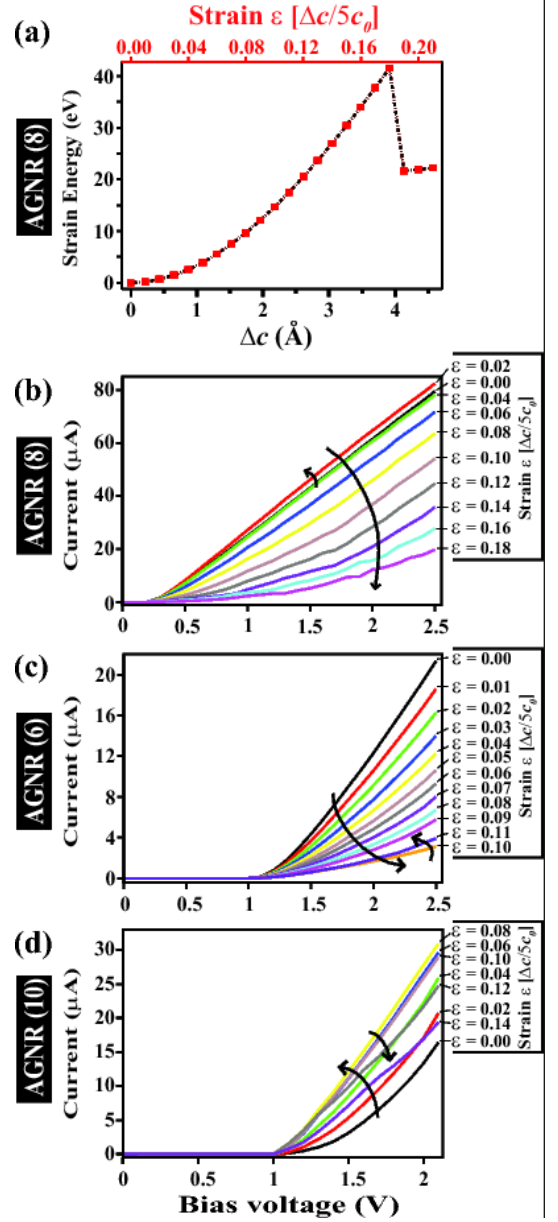 (a)
Strain ε [Δc/5c₀]
0.00 0.04 0.08 0.12 0.16 0.20
AGNR (8)
Strain Energy (eV)
40
30
20
10
0
0 1 2 3 4
Δc (Å)
(b)
AGNR (8)
Current (μA)
80
60
40
20
0
0 0.5 1 1.5 2 2.5
ε = 0.02
ε = 0.00
ε = 0.04
ε = 0.06
ε = 0.08
ε = 0.10
ε = 0.12
ε = 0.14
ε = 0.16
ε = 0.18
Strain ε [Δc/5c₀]
(c)
AGNR (6)
Current (μA)
20
16
12
8
4
0
0 0.5 1 1.5 2 2.5
ε = 0.00
ε = 0.01
ε = 0.02
ε = 0.03
ε = 0.04
ε = 0.05
ε = 0.06
ε = 0.07
ε = 0.08
ε = 0.09
ε = 0.11
ε = 0.10
Strain ε [Δc/5c₀]
(d)
AGNR (10)
Current (μA)
30
25
20
15
10
5
0
0 0.5 1 1.5 2
ε = 0.08
ε = 0.06
ε = 0.10
ε = 0.04
ε = 0.12
ε = 0.02
ε = 0.14
ε = 0.00
Strain ε [Δc/5c₀]
Bias voltage (V)